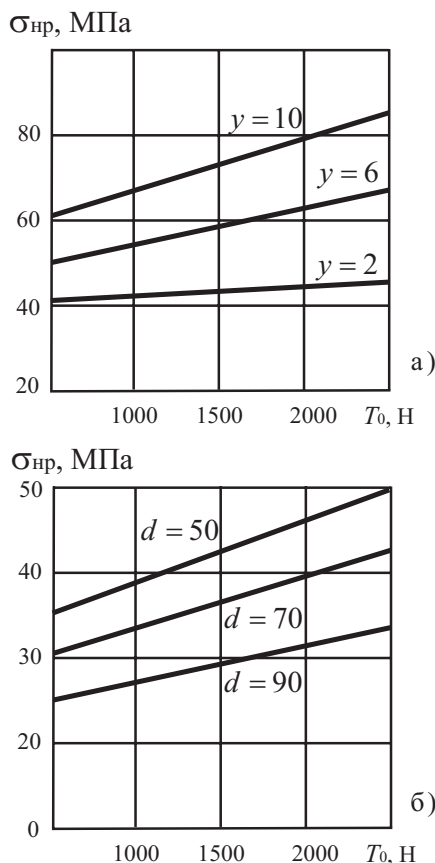 σнр, МПа
80
60
40
20
y = 10
y = 6
y = 2
1000 1500 2000 T₀, Н
а)
σнр, МПа
50
40
30
20
0
d = 50
d = 70
d = 90
1000 1500 2000 T₀, Н
б)